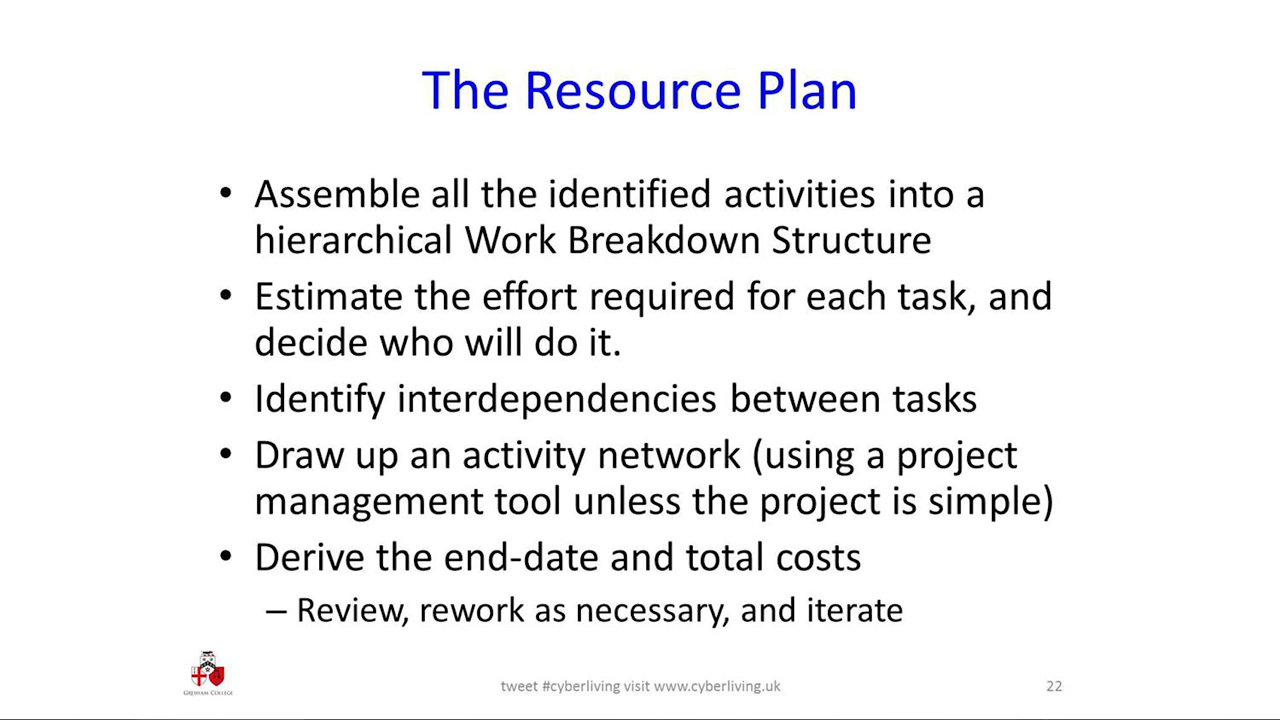 The Resource Plan
• Assemble all the identified activities into a
hierarchical Work Breakdown Structure
• Estimate the effort required for each task, and
decide who will do it.
• Identify interdependencies between tasks
• Draw up an activity network (using a project
management tool unless the project is simple)
• Derive the end-date and total costs
– Review, rework as necessary, and iterate
GRESHAM COLLEGE
tweet #cyberliving visit www.cyberliving.uk
22